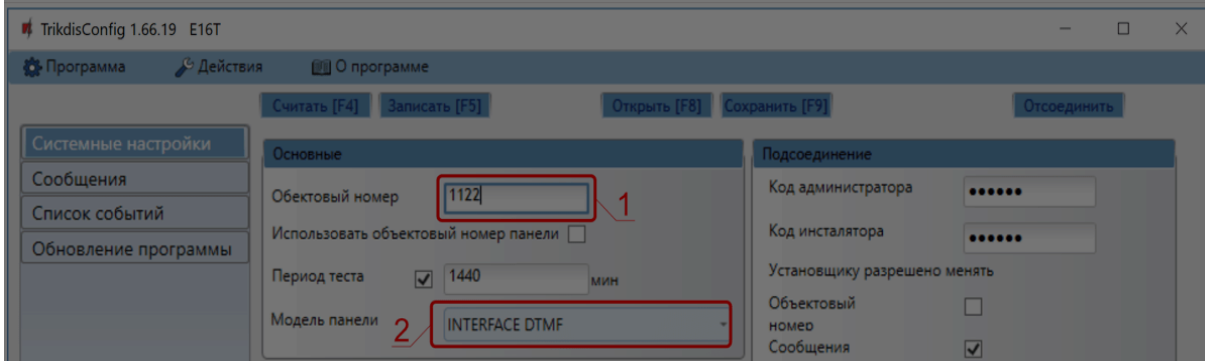 TrikdisConfig 1.66.19 E16T
Программа Действия О программе
Считать [F4] Записать [F5] Открыть [F8] Сохранить [F9] Отсоединить
Системные настройки
Сообщения
Список событий
Обновление программы
Основные
Обектовый номер 1122 1
Использовать объектовый номер панели
Период теста 1440 мин
Модель панели 2 INTERFACE DTMF
Подсоединение
Код администратора ••••••
Код инсталятора ••••••
Установщику разрешено менять
Объектовый
номер
Сообщения